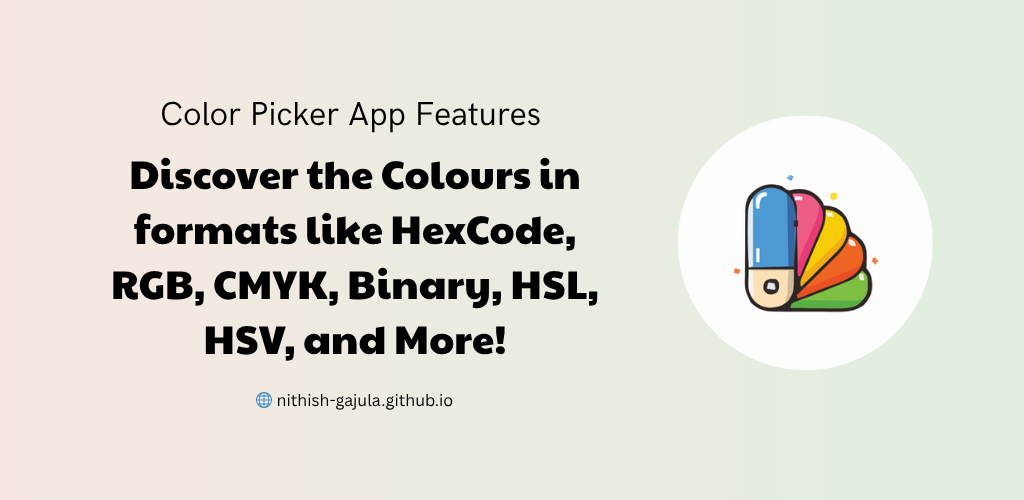 Color Picker App Features
Discover the Colours in
formats like HexCode,
RGB, CMYK, Binary, HSL,
HSV, and More!
nithish-gajula.github.io